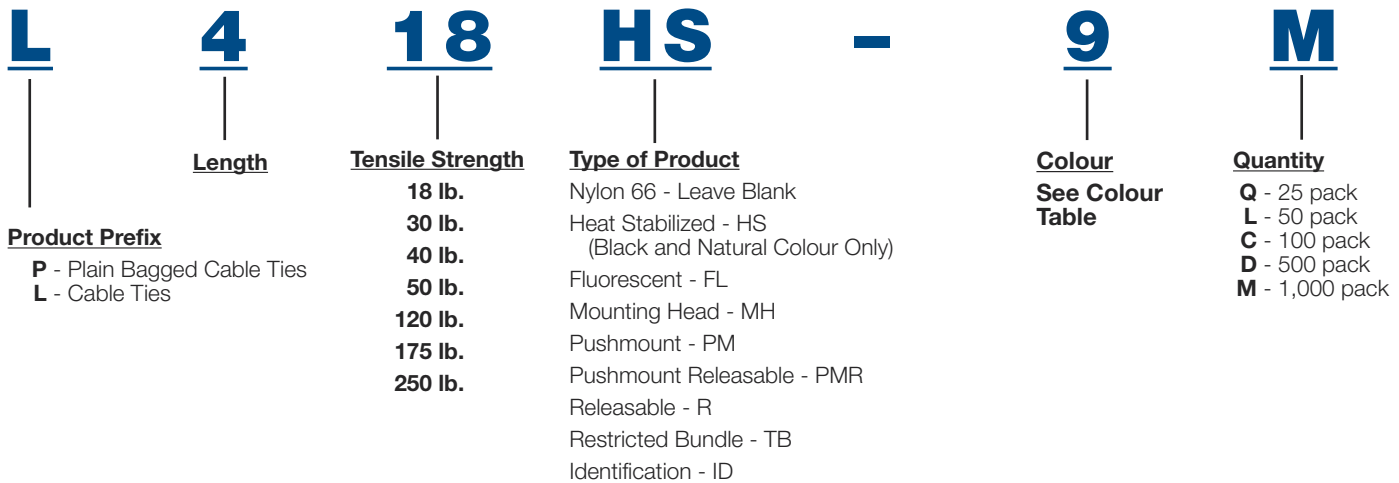 L 4 18 HS – 9 M
Product Prefix
P - Plain Bagged Cable Ties
L - Cable Ties
Length
Tensile Strength
18 lb.
30 lb.
40 lb.
50 lb.
120 lb.
175 lb.
250 lb.
Type of Product
Nylon 66 - Leave Blank
Heat Stabilized - HS
(Black and Natural Colour Only)
Fluorescent - FL
Mounting Head - MH
Pushmount - PM
Pushmount Releasable - PMR
Releasable - R
Restricted Bundle - TB
Identification - ID
Colour
See Colour
Table
Quantity
Q - 25 pack
L - 50 pack
C - 100 pack
D - 500 pack
M - 1,000 pack